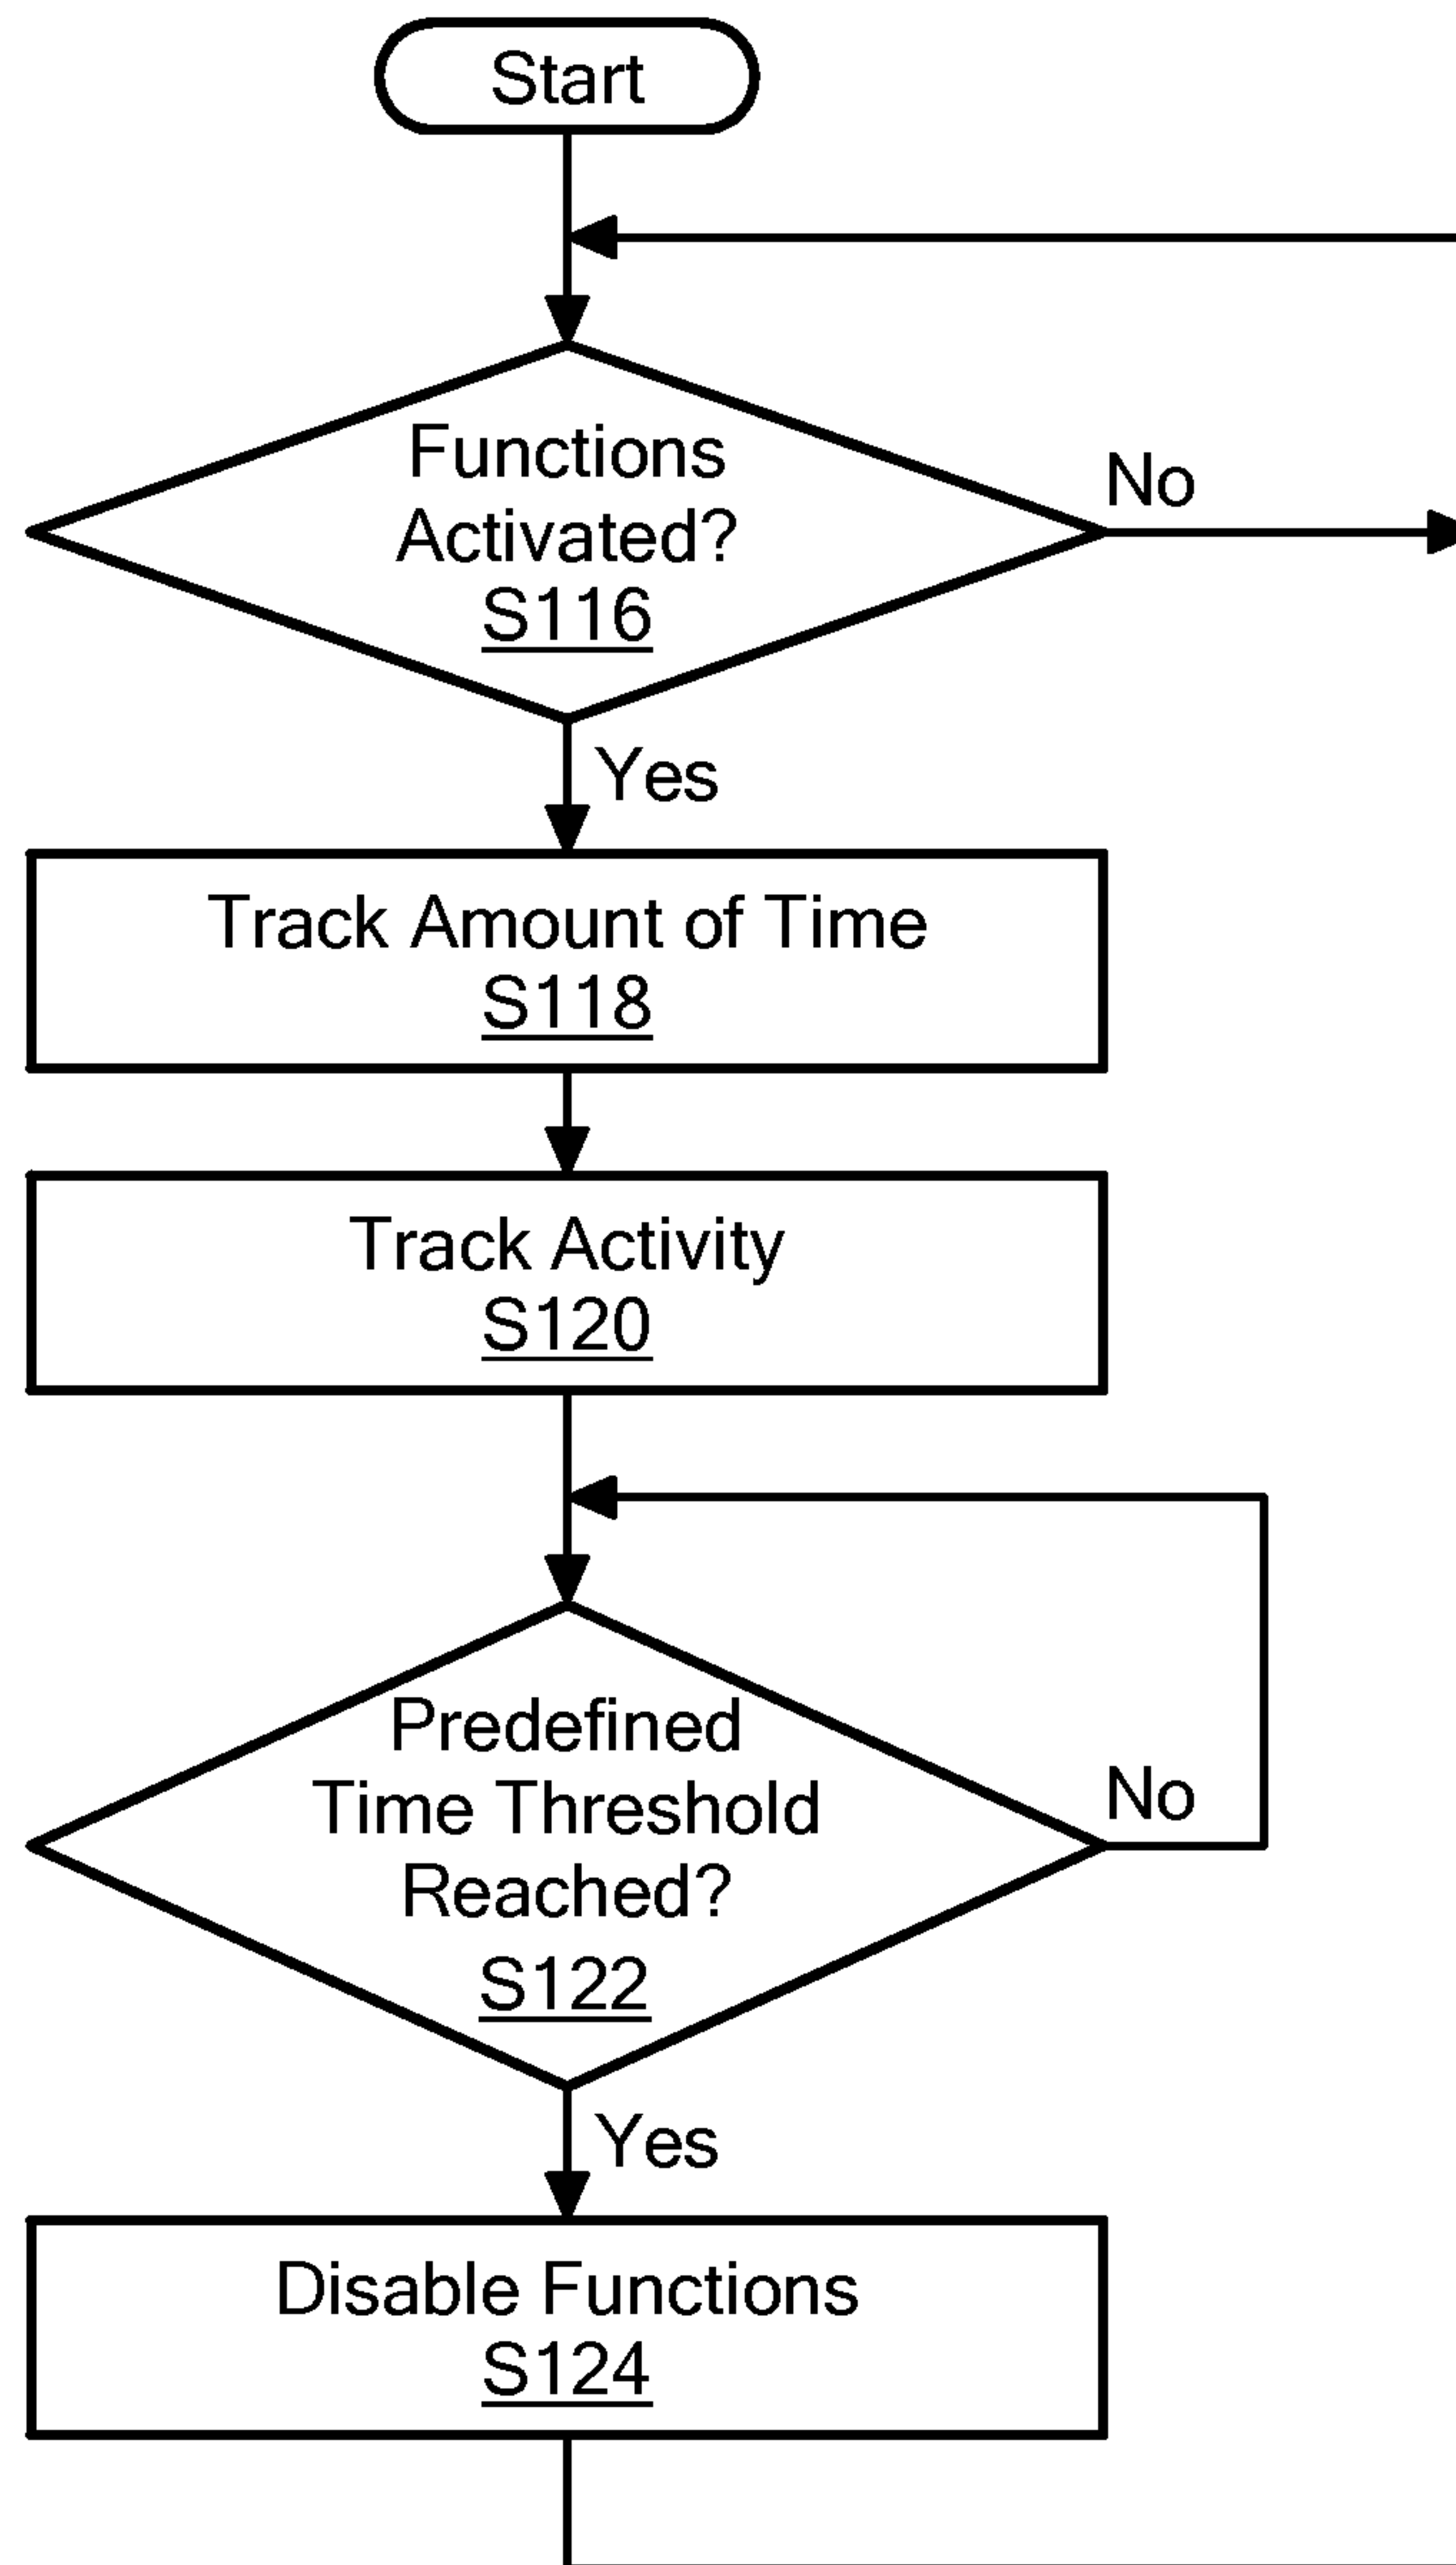 Start
Functions
Activated?
S116
No
Yes
Track Amount of Time
S118
Track Activity
S120
Predefined
Time Threshold
Reached?
S122
No
Yes
Disable Functions
S124